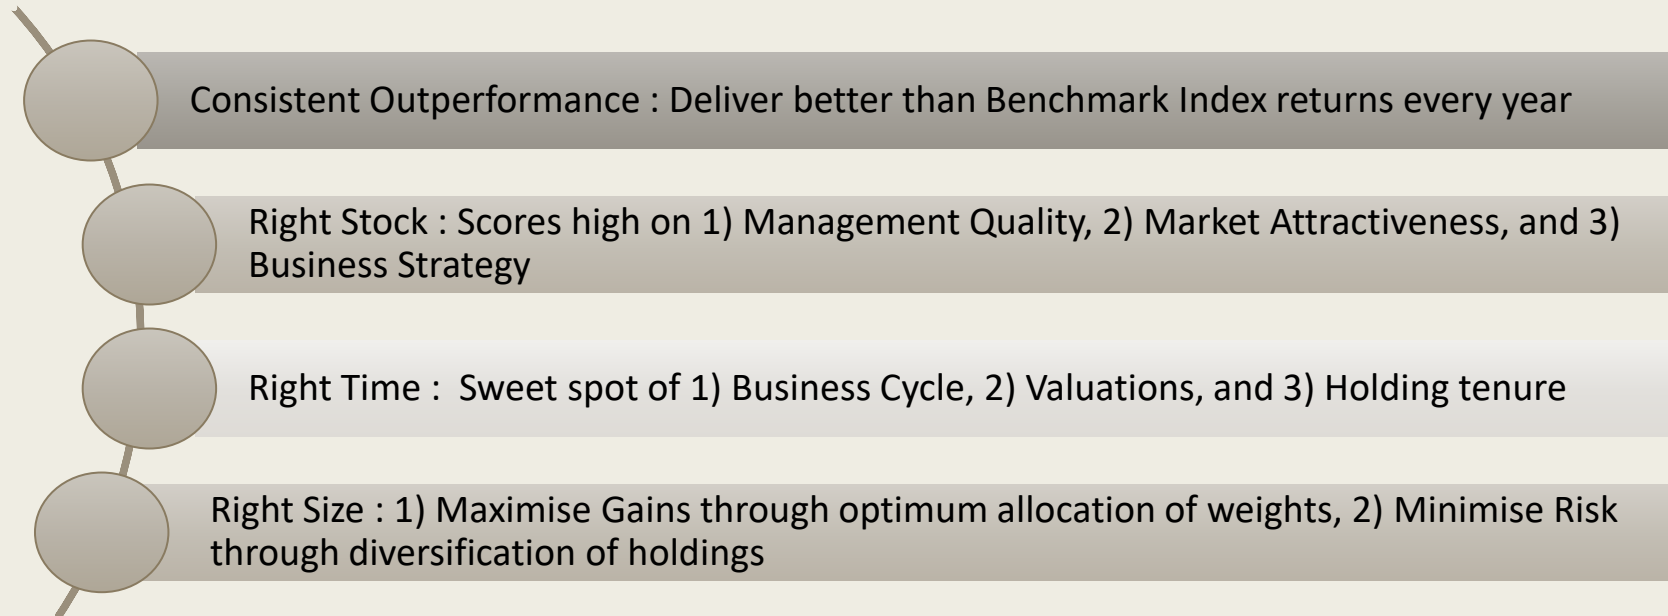 Consistent Outperformance : Deliver better than Benchmark Index returns every year
Right Stock : Scores high on 1) Management Quality, 2) Market Attractiveness, and 3)
Business Strategy
Right Time :  Sweet spot of 1) Business Cycle, 2) Valuations, and 3) Holding tenure
Right Size : 1) Maximise Gains through optimum allocation of weights, 2) Minimise Risk
through diversification of holdings